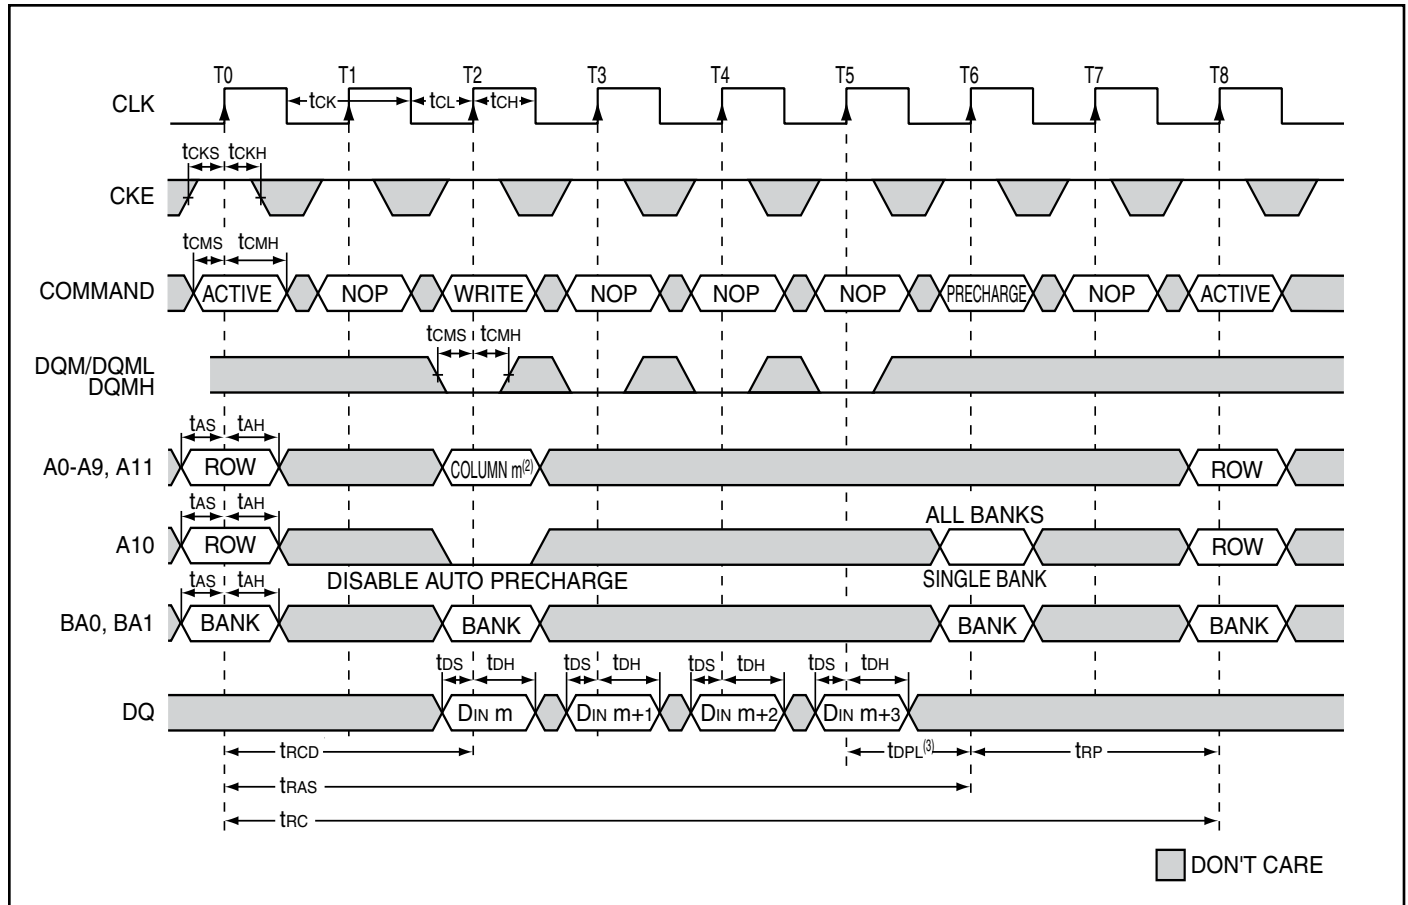 T0 T1 T2 T3 T4 T5 T6 T7 T8
CLK tCK tCL tCH
tCKS tCKH
CKE
tCMS tCMH
COMMAND ACTIVE NOP WRITE NOP NOP NOP PRECHARGE NOP ACTIVE
tCMS tCMH
DQM/DQML
DQMH
tAS tAH
A0-A9, A11 ROW COLUMN m(2) ROW
tAS tAH ALL BANKS
A10 ROW ROW
tAS tAH DISABLE AUTO PRECHARGE SINGLE BANK
BA0, BA1 BANK BANK BANK BANK
tDS tDH tDS tDH tDS tDH tDS tDH
DQ DIN m DIN m+1 DIN m+2 DIN m+3
tRCD tDPL(3) tRP
tRAS
tRC
DON'T CARE